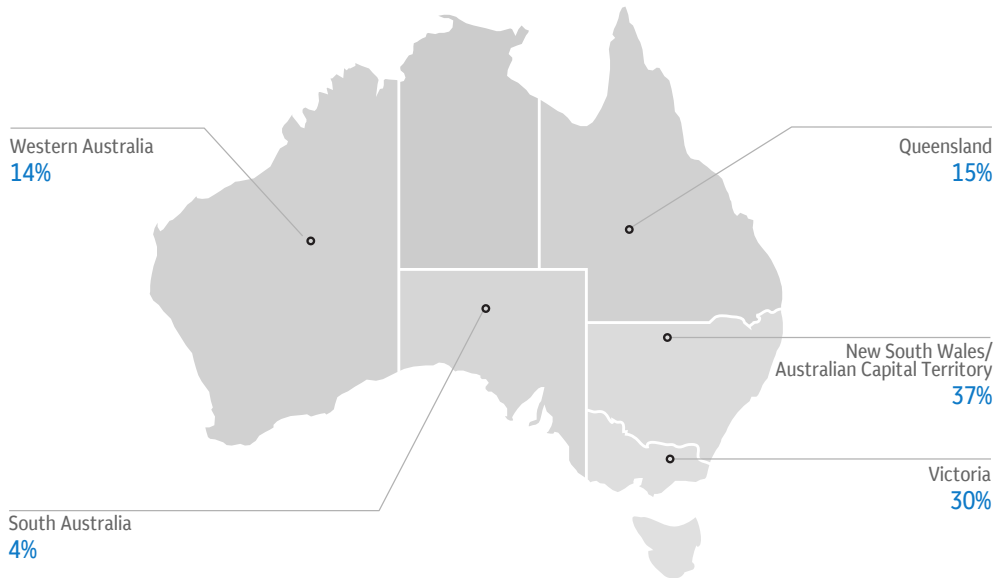 Western Australia
14%
Queensland
15%
New South Wales/
Australian Capital Territory
37%
Victoria
30%
South Australia
4%